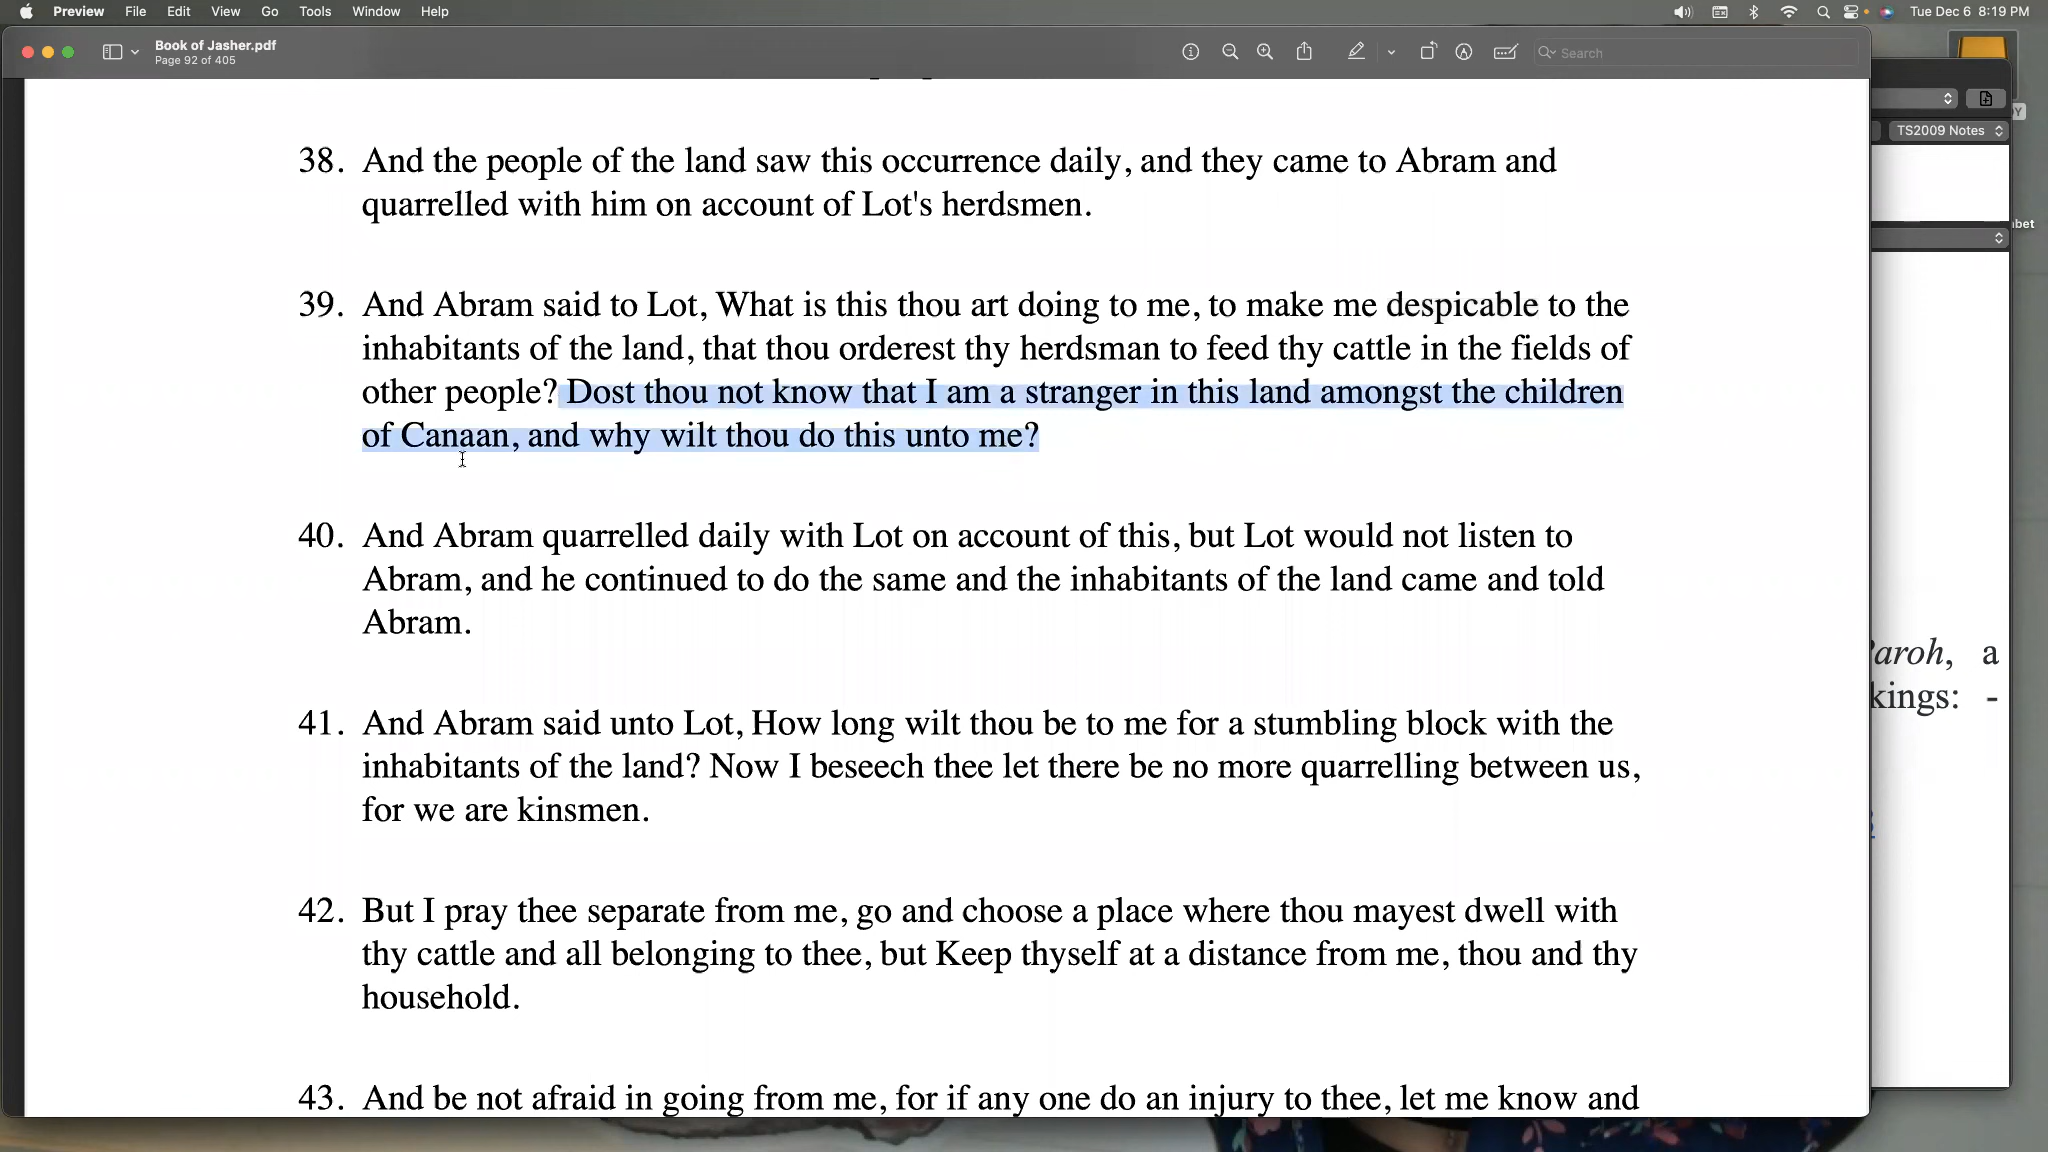 Preview File Edit View Go Tools Window Help Tue Dec 6 8:19 PM
Book of Jasher.pdf
Page 92 of 405
Search
TS2009 Notes
38. And the people of the land saw this occurrence daily, and they came to Abram and
quarrelled with him on account of Lot's herdsmen.
39. And Abram said to Lot, What is this thou art doing to me, to make me despicable to the
inhabitants of the land, that thou orderest thy herdsman to feed thy cattle in the fields of
other people? Dost thou not know that I am a stranger in this land amongst the children
of Canaan, and why wilt thou do this unto me?
40. And Abram quarrelled daily with Lot on account of this, but Lot would not listen to
Abram, and he continued to do the same and the inhabitants of the land came and told
Abram.
aroh, a
kings: -
41. And Abram said unto Lot, How long wilt thou be to me for a stumbling block with the
inhabitants of the land? Now I beseech thee let there be no more quarrelling between us,
for we are kinsmen.
42. But I pray thee separate from me, go and choose a place where thou mayest dwell with
thy cattle and all belonging to thee, but Keep thyself at a distance from me, thou and thy
household.
43. And be not afraid in going from me, for if any one do an injury to thee, let me know and